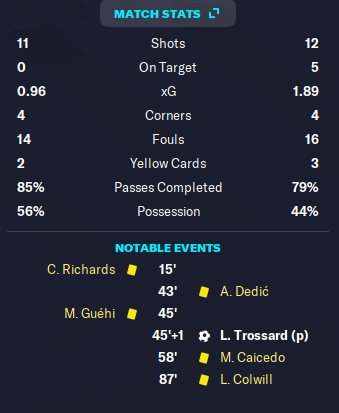 MATCH STATS
11 Shots 12
0 On Target 5
0.96 xG 1.89
4 Corners 4
14 Fouls 16
2 Yellow Cards 3
85% Passes Completed 79%
56% Possession 44%
NOTABLE EVENTS
C. Richards 15'
43' A. Dedić
M. Guéhi 45'
45'+1 L. Trossard (p)
58' M. Caicedo
87' L. Colwill